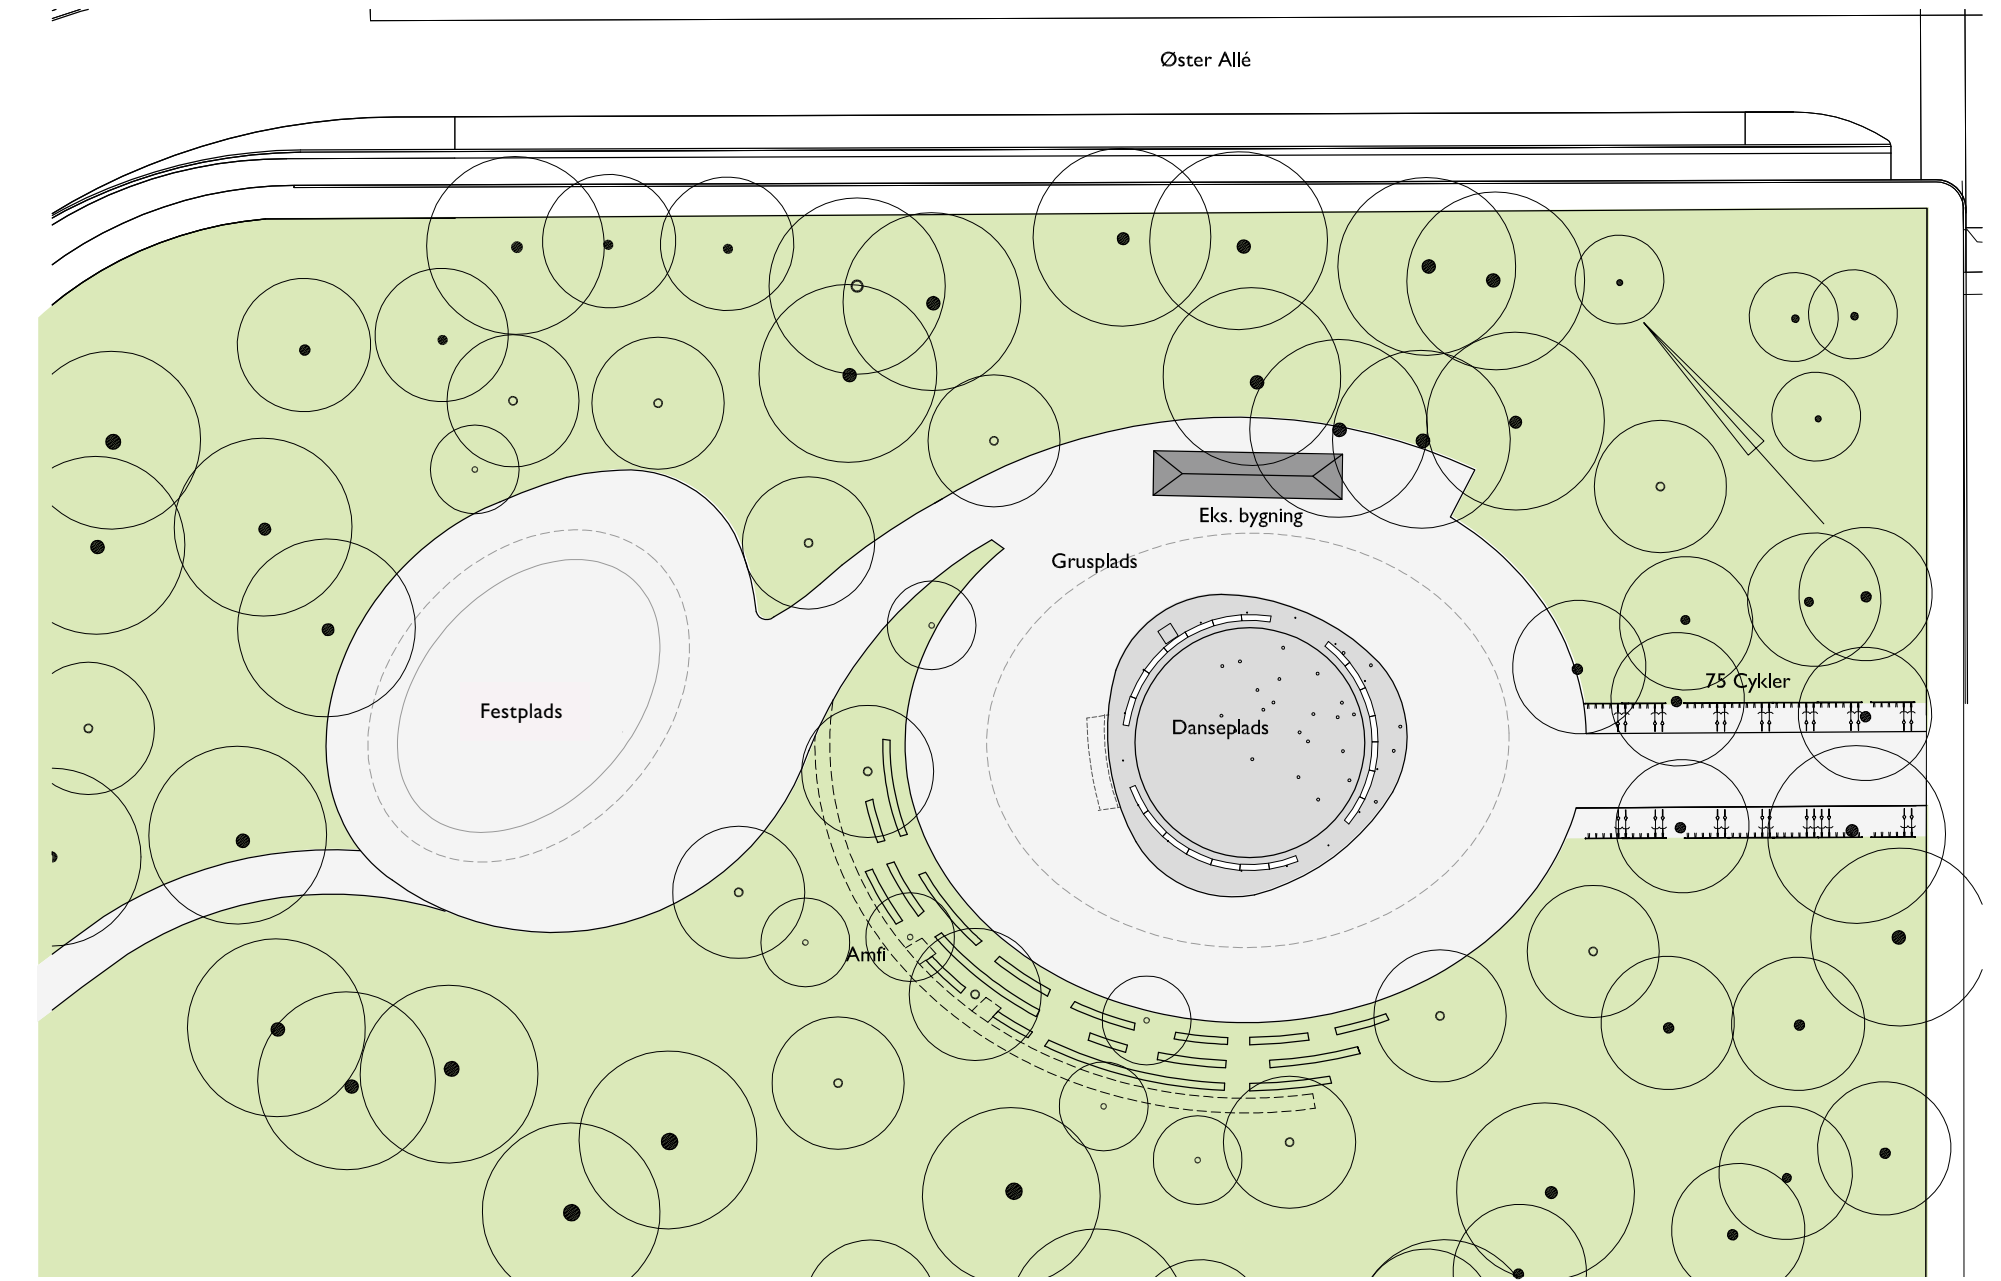 Øster Allé
Eks. bygning
Grusplads
75 Cykler
Festplads
Danseplads
Amfi